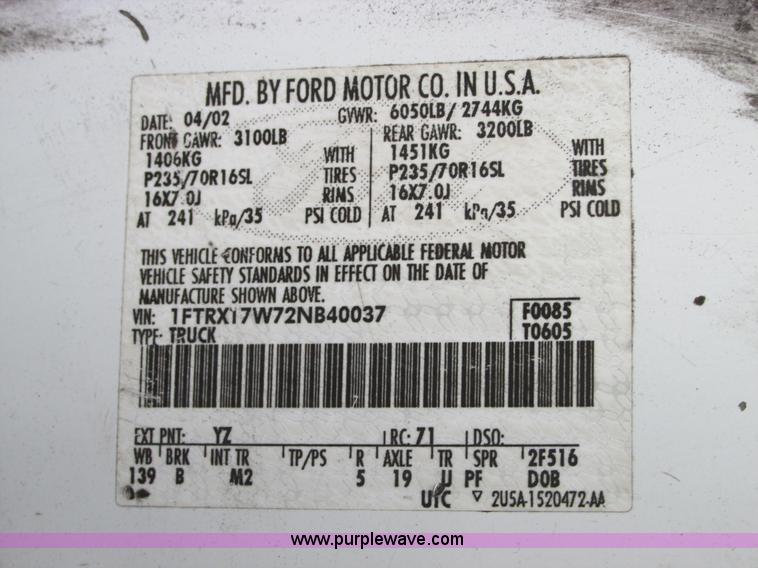 MFD. BY FORD MOTOR CO. IN U.S.A.
DATE: 04/02 GVWR: 6050LB/ 2744KG
FRONT GAWR: 3100LB REAR GAWR: 3200LB
1406KG WITH 1451KG WITH
P235/70R16SL TIRES P235/70R16SL TIRES
16X7.0J RIMS 16X7.0J RIMS
AT 241 kPa/35 PSI COLD AT 241 kPa/35 PSI COLD
THIS VEHICLE CONFORMS TO ALL APPLICABLE FEDERAL MOTOR
VEHICLE SAFETY STANDARDS IN EFFECT ON THE DATE OF
MANUFACTURE SHOWN ABOVE.
VIN: 1FTRX17W72NB40037 F0085
TYPE: TRUCK T0605
EXT PNT: YZ RC: 71 DSO:
WB BRK INT TR TP/PS R AXLE TR SPR 2F516
139 B M2 5 19 U PF DOB
UTC ▽ 2U5A-1520472-AA
www.purplewave.com